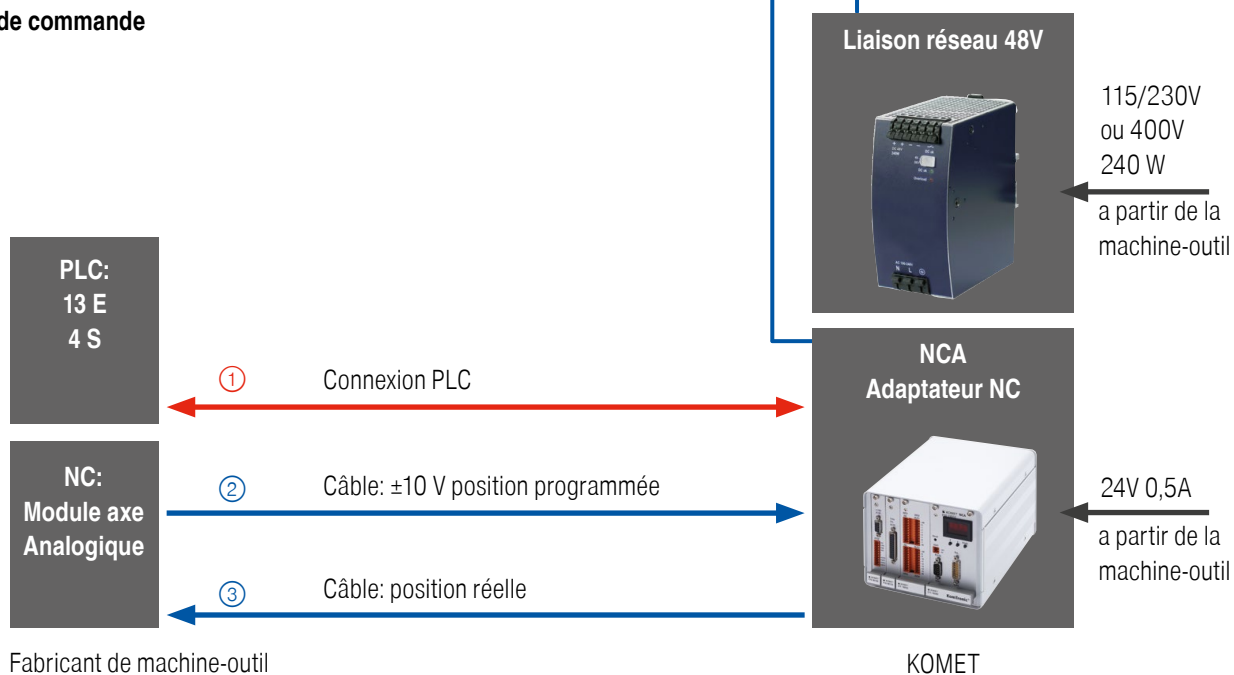 de commande
Liaison réseau 48V
115/230V
ou 400V
240 W
a partir de la
machine-outil
PLC:
13 E
4 S
① Connexion PLC
NCA
Adaptateur NC
NC:
Module axe
Analogique
② Câble: ±10 V position programmée
24V 0,5A
a partir de la
machine-outil
③ Câble: position réelle
Fabricant de machine-outil
KOMET
N L